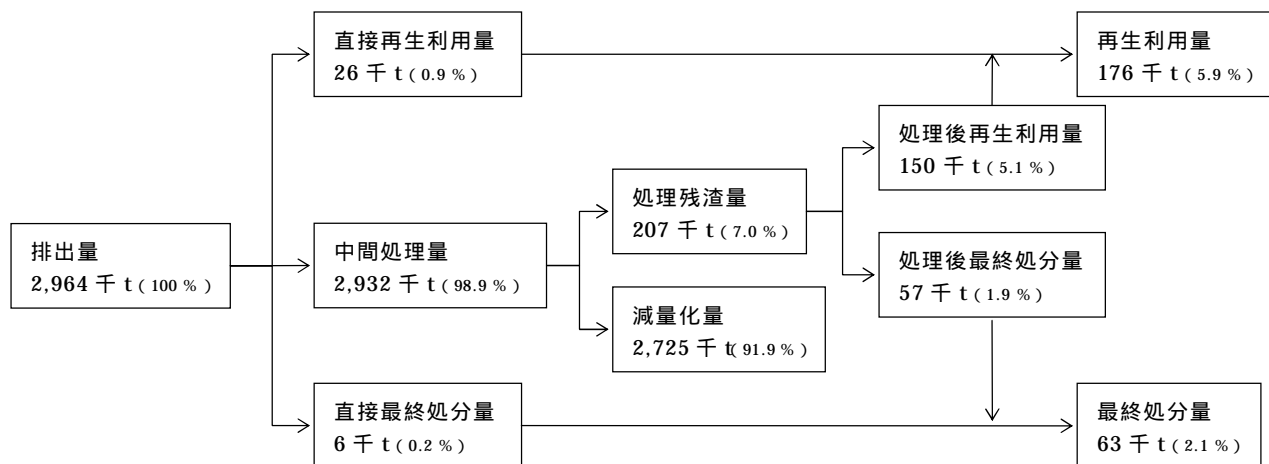 直接再生利用量
26 千 t ( 0.9 % )
再生利用量
176 千 t ( 5.9 % )
処理後再生利用量
150 千 t ( 5.1 % )
処理残渣量
207 千 t ( 7.0 % )
排出量
2,964 千 t ( 100 % )
中間処理量
2,932 千 t ( 98.9 % )
処理後最終処分量
57 千 t ( 1.9 % )
減量化量
2,725 千 t( 91.9 % )
直接最終処分量
6 千 t ( 0.2 % )
最終処分量
63 千 t ( 2.1 % )